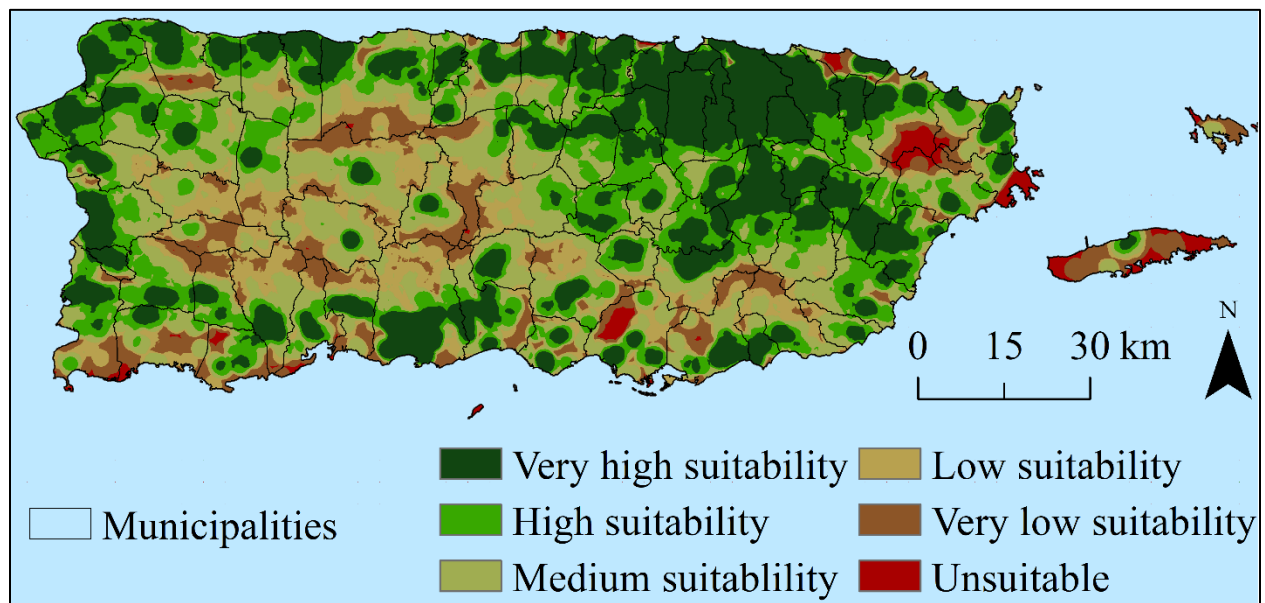 N
0 15 30 km
Very high suitability
Low suitability
Municipalities
High suitability
Very low suitability
Medium suitablility
Unsuitable